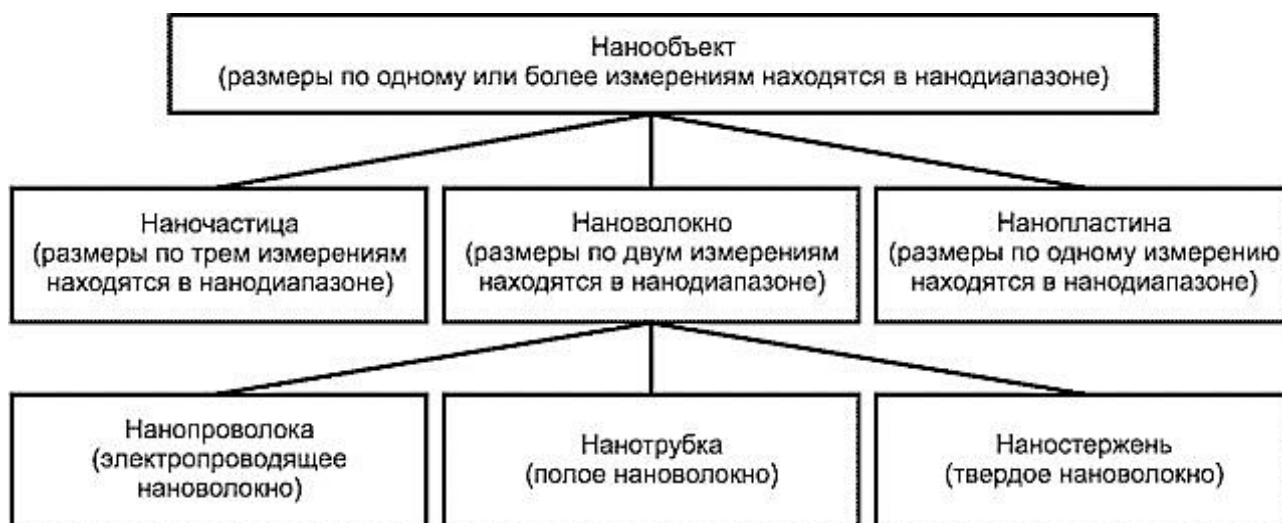 Нанообъект
(размеры по одному или более измерениям находятся в нанодиапазоне)
Наночастица
(размеры по трем измерениям
находятся в нанодиапазоне)
Нановолокно
(размеры по двум измерениям
находятся в нанодиапазоне)
Нанопластина
(размеры по одному измерению
находятся в нанодиапазоне)
Нанопроволока
(электропроводящее
нановолокно)
Нанотрубка
(полое нановолокно)
Наностержень
(твердое нановолокно)